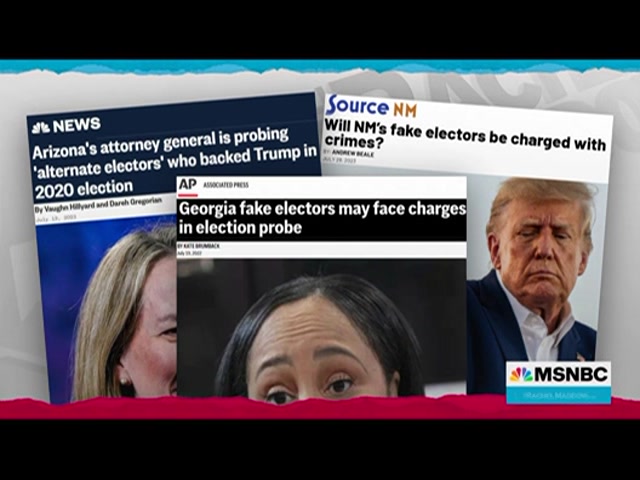 NEWS
Arizona's attorney general is probing
'alternate electors' who backed Trump in
2020 election
By Vaughn Hillyard and Dareh Gregorian
Source NM
Will NM's fake electors be charged with
crimes?
BY ANDREW BEALE
AP ASSOCIATED PRESS
Georgia fake electors may face charges
in election probe
BY KATE BRUMBACK
MSNBC